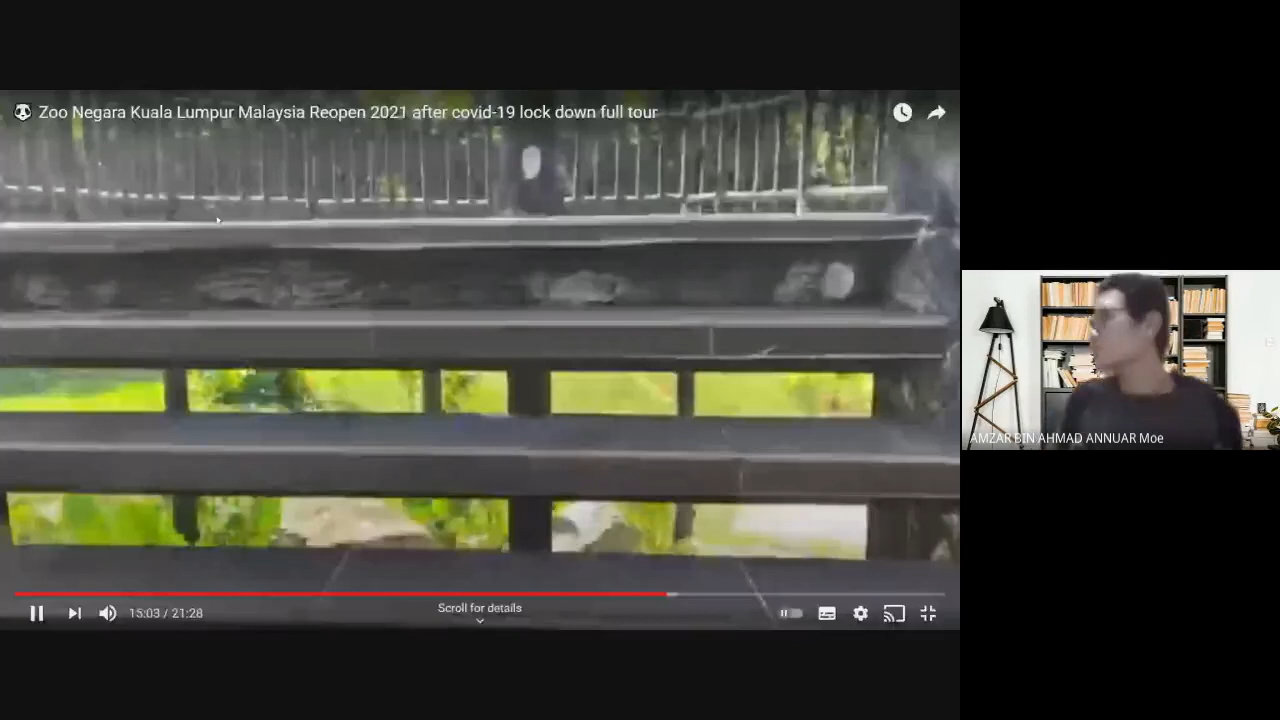 Zoo Negara Kuala Lumpur Malaysia Reopen 2021 after covid-19 lock down full tour
AMZAR BIN AHMAD ANNUAR Moe
15:03 / 21:28
Scroll for details